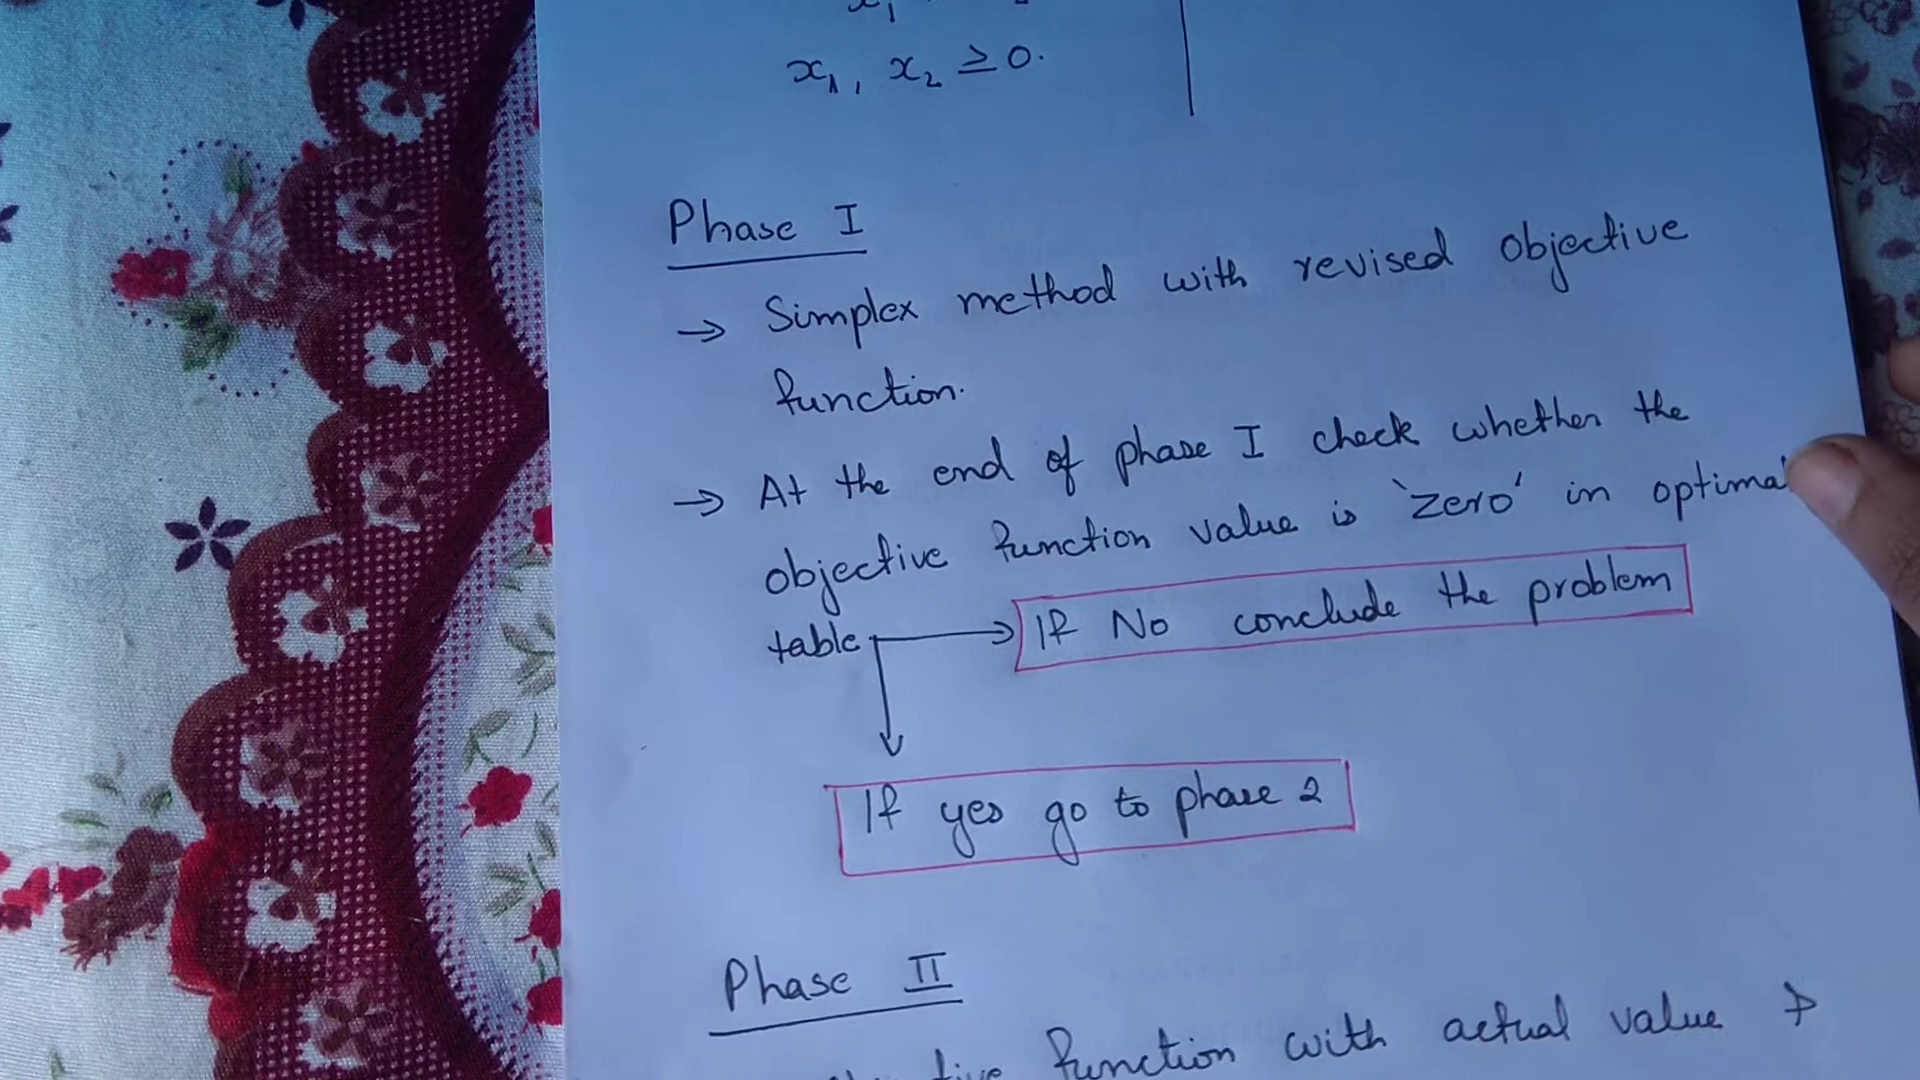 x₁, x₂ ≥ 0.
Phase I
→ Simplex method with revised objective
function.
→ At the end of phase I check whether the
objective function value is 'zero' in optimal
table → If No conclude the problem
If yes go to phase 2
Phase II
function with actual value →